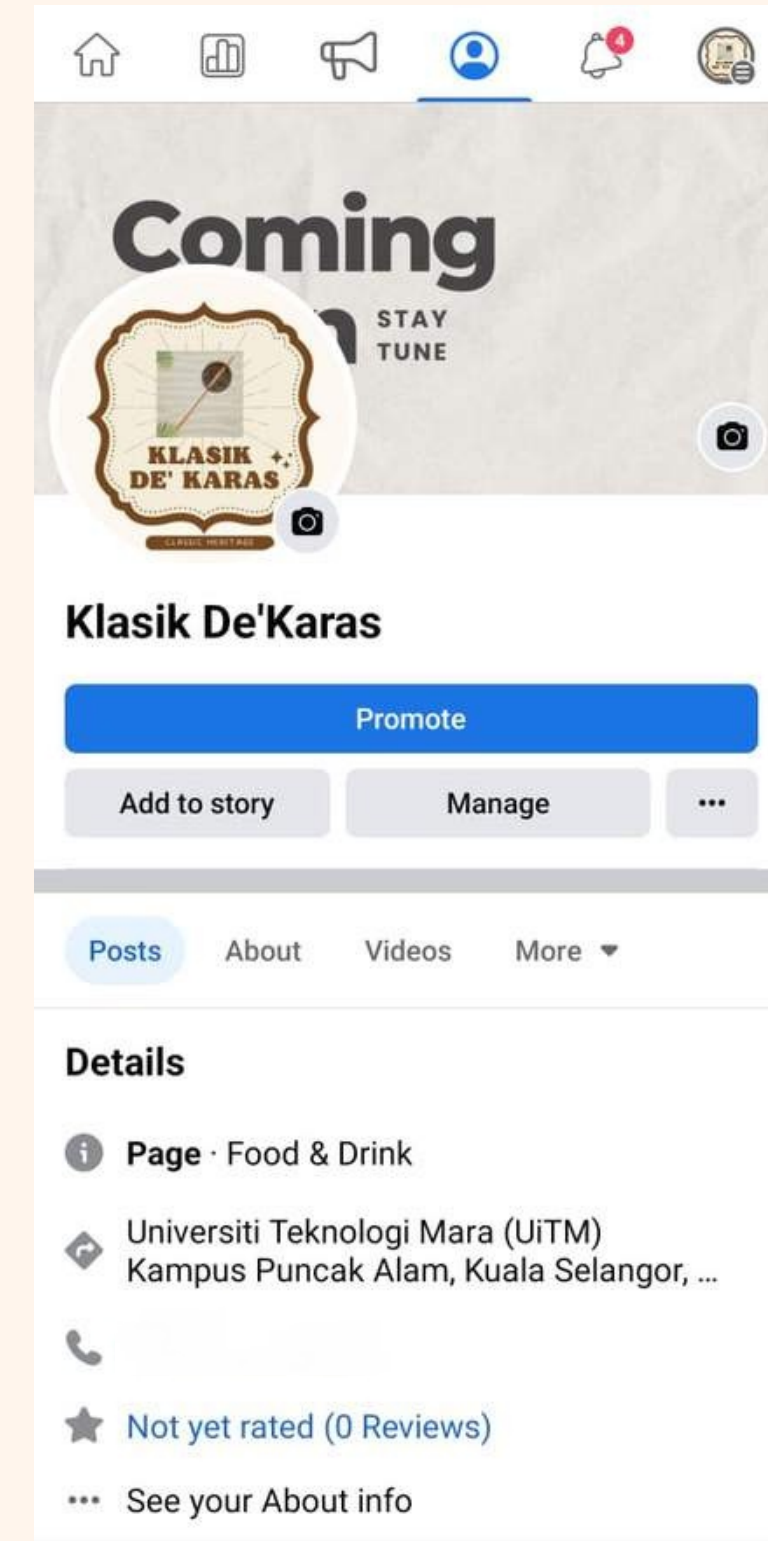 4
Coming
STAY
TUNE
KLASIK
DE' KARAS
CLASSIC HERITAGE
Klasik De'Karas
Promote
Add to story
Manage
Posts
About
Videos
More
Details
Page · Food & Drink
Universiti Teknologi Mara (UiTM)
Kampus Puncak Alam, Kuala Selangor, ...
Not yet rated (0 Reviews)
See your About info